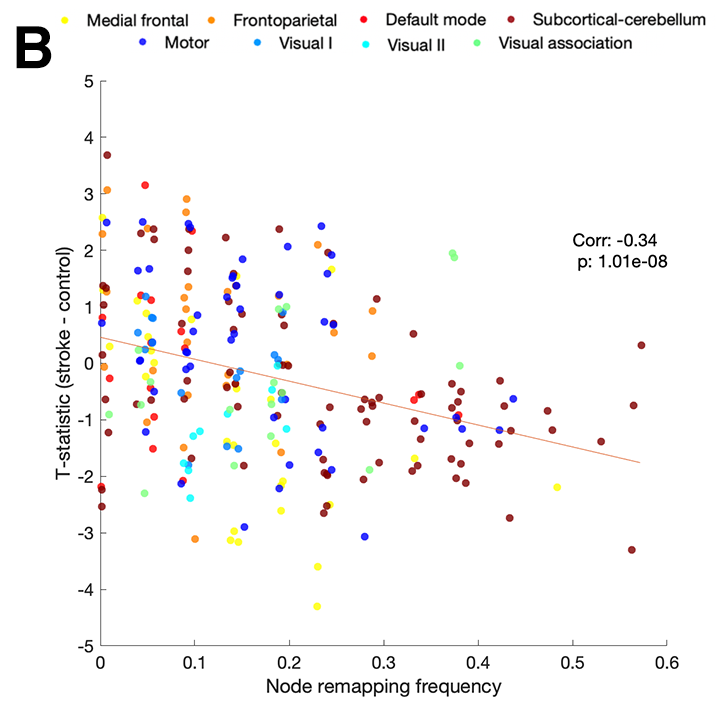 B
Medial frontal Frontoparietal Default mode Subcortical-cerebellum
Motor Visual I Visual II Visual association
5
4
3
2
1
0
-1
-2
-3
-4
-5
T-statistic (stroke - control)
Corr: -0.34
p: 1.01e-08
0 0.1 0.2 0.3 0.4 0.5 0.6
Node remapping frequency